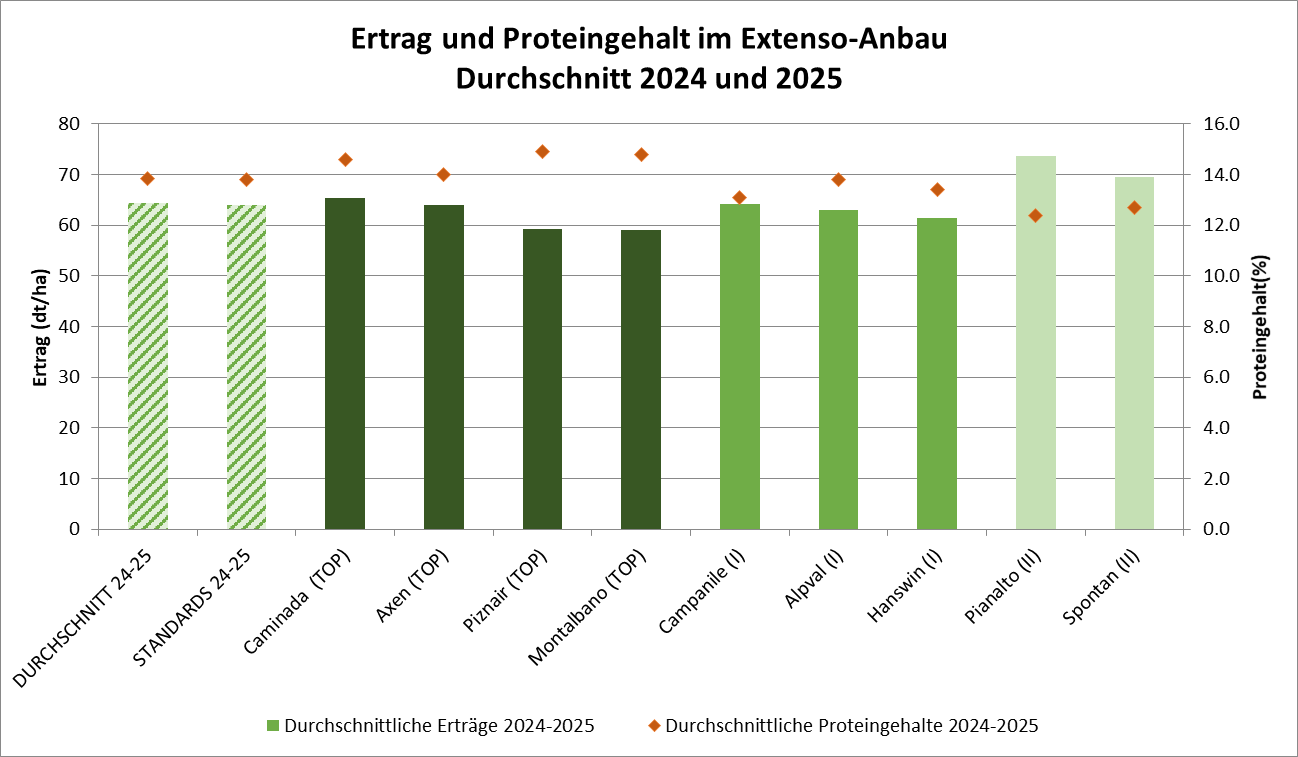 Ertrag und Proteingehalt im Extenso-Anbau
Durchschnitt 2024 und 2025
80
70
60
50
40
30
20
10
0
Ertrag (dt/ha)
16.0
14.0
12.0
10.0
8.0
6.0
4.0
2.0
0.0
Proteingehalt(%)
DURCHSCHNITT 24-25
STANDARDS 24-25
Caminada (TOP)
Axen (TOP)
Piznair (TOP)
Montalbano (TOP)
Campanile (I)
Alpval (I)
Hanswin (I)
Pianalto (II)
Spontan (II)
Durchschnittliche Erträge 2024-2025
Durchschnittliche Proteingehalte 2024-2025